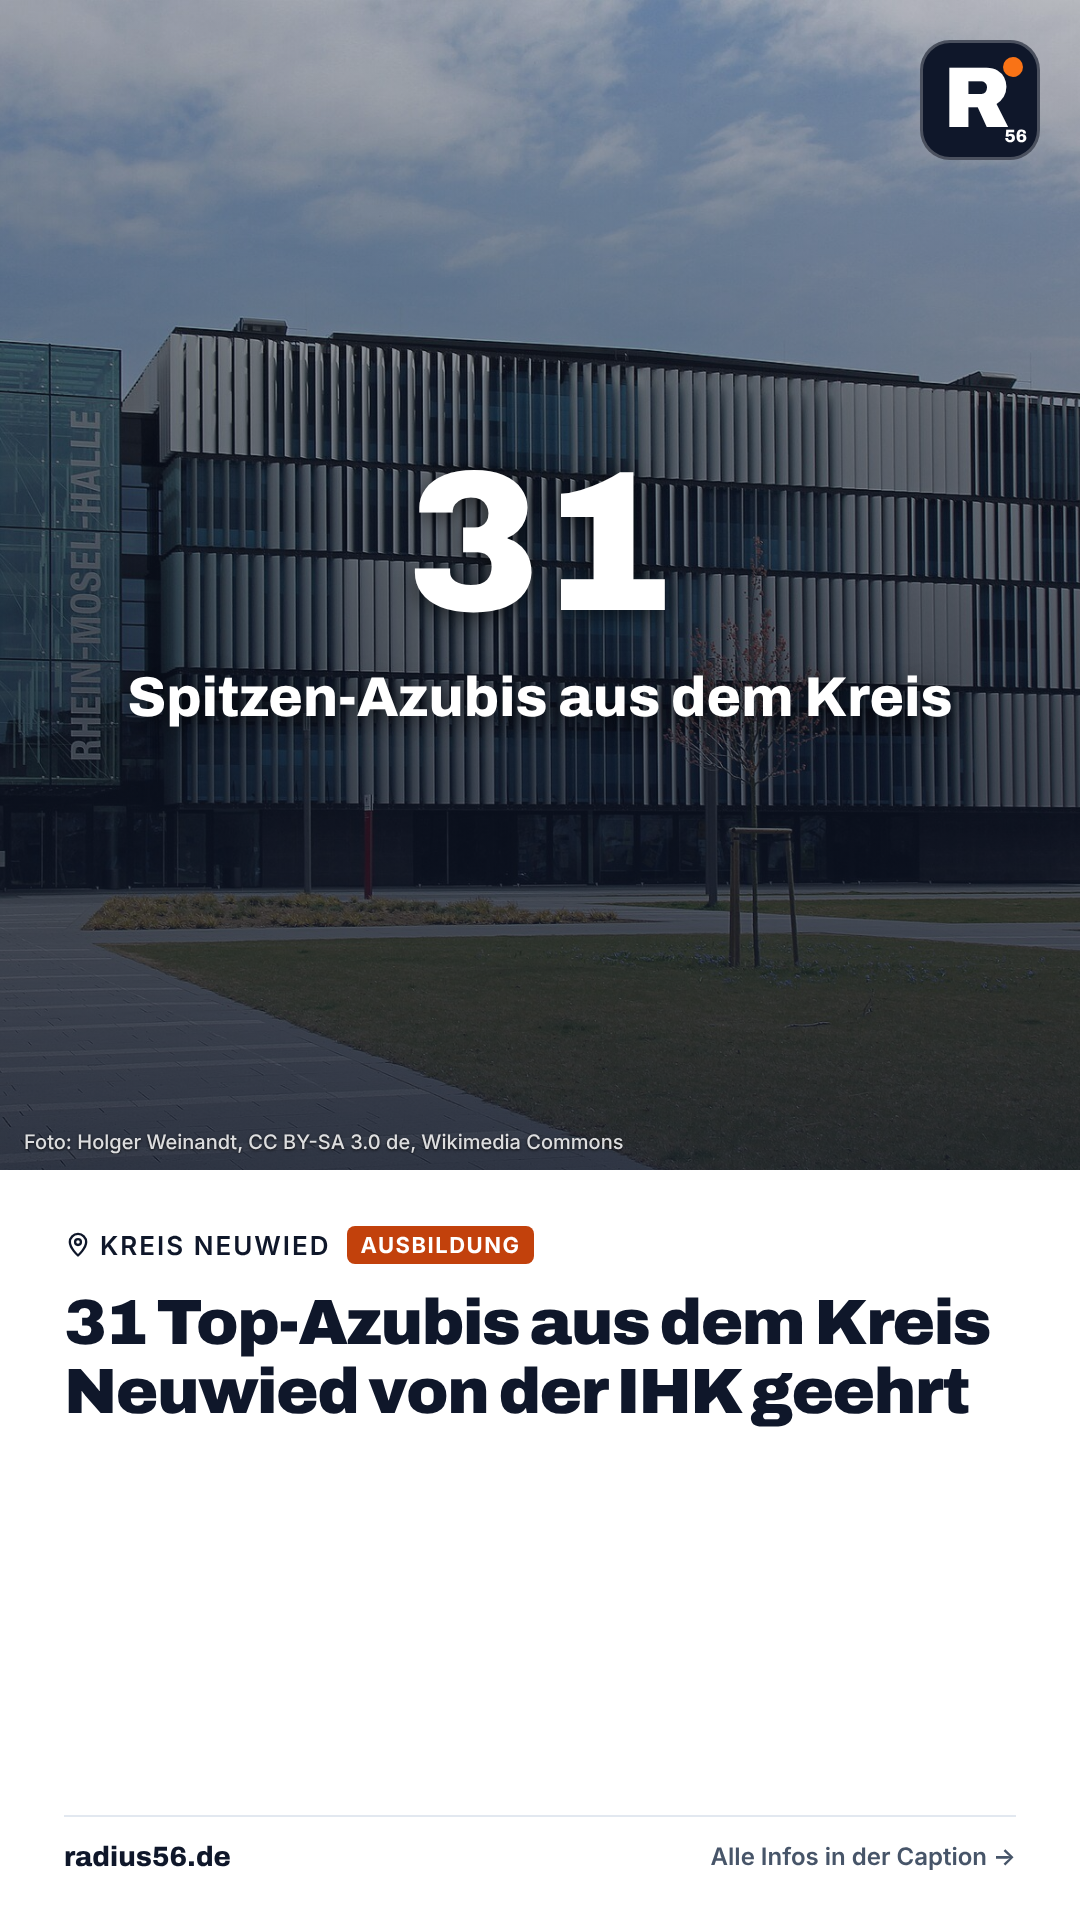 R
56
RHEIN-MOSEL-HALLE
31
Spitzen-Azubis aus dem Kreis
Foto: Holger Weinandt, CC BY-SA 3.0 de, Wikimedia Commons
KREIS NEUWIED AUSBILDUNG
31 Top-Azubis aus dem Kreis
Neuwied von der IHK geehrt
radius56.de Alle Infos in der Caption →